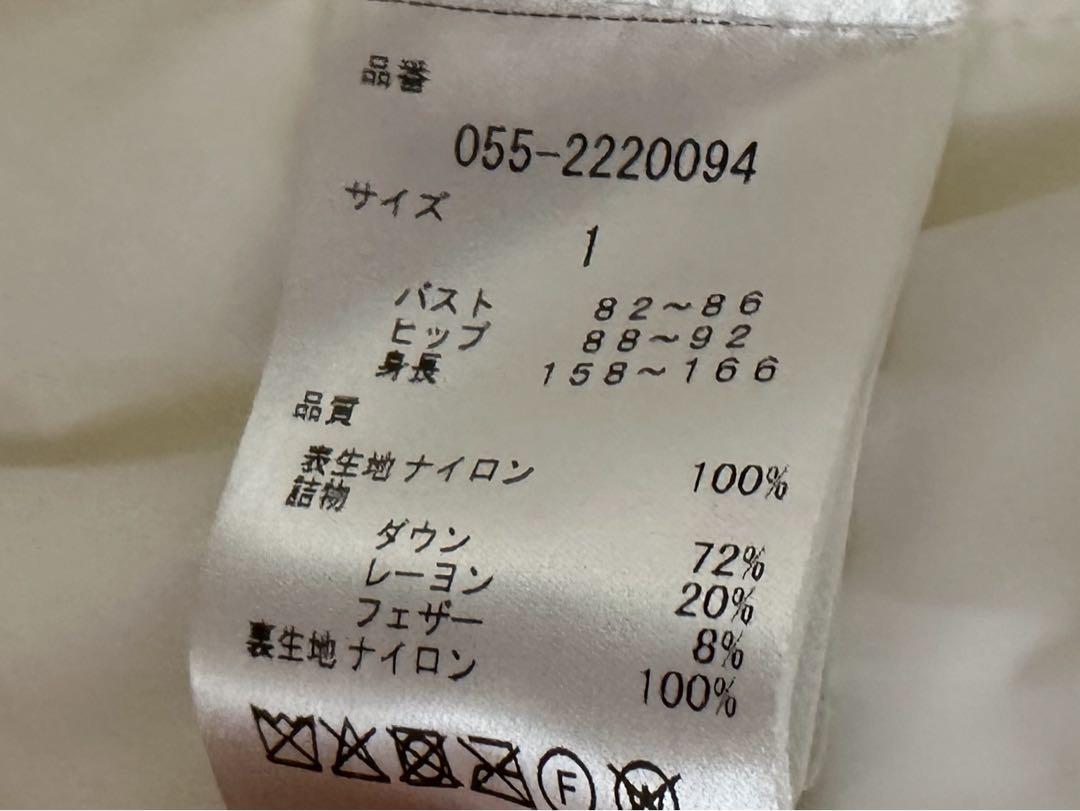 品番
055-2220094
サイズ
1
バスト 82~86
ヒップ 88~92
身長 158~166
品質
表生地 ナイロン 100%
詰物
ダウン 72%
レーヨン 20%
フェザー 8%
裏生地 ナイロン 100%
F W